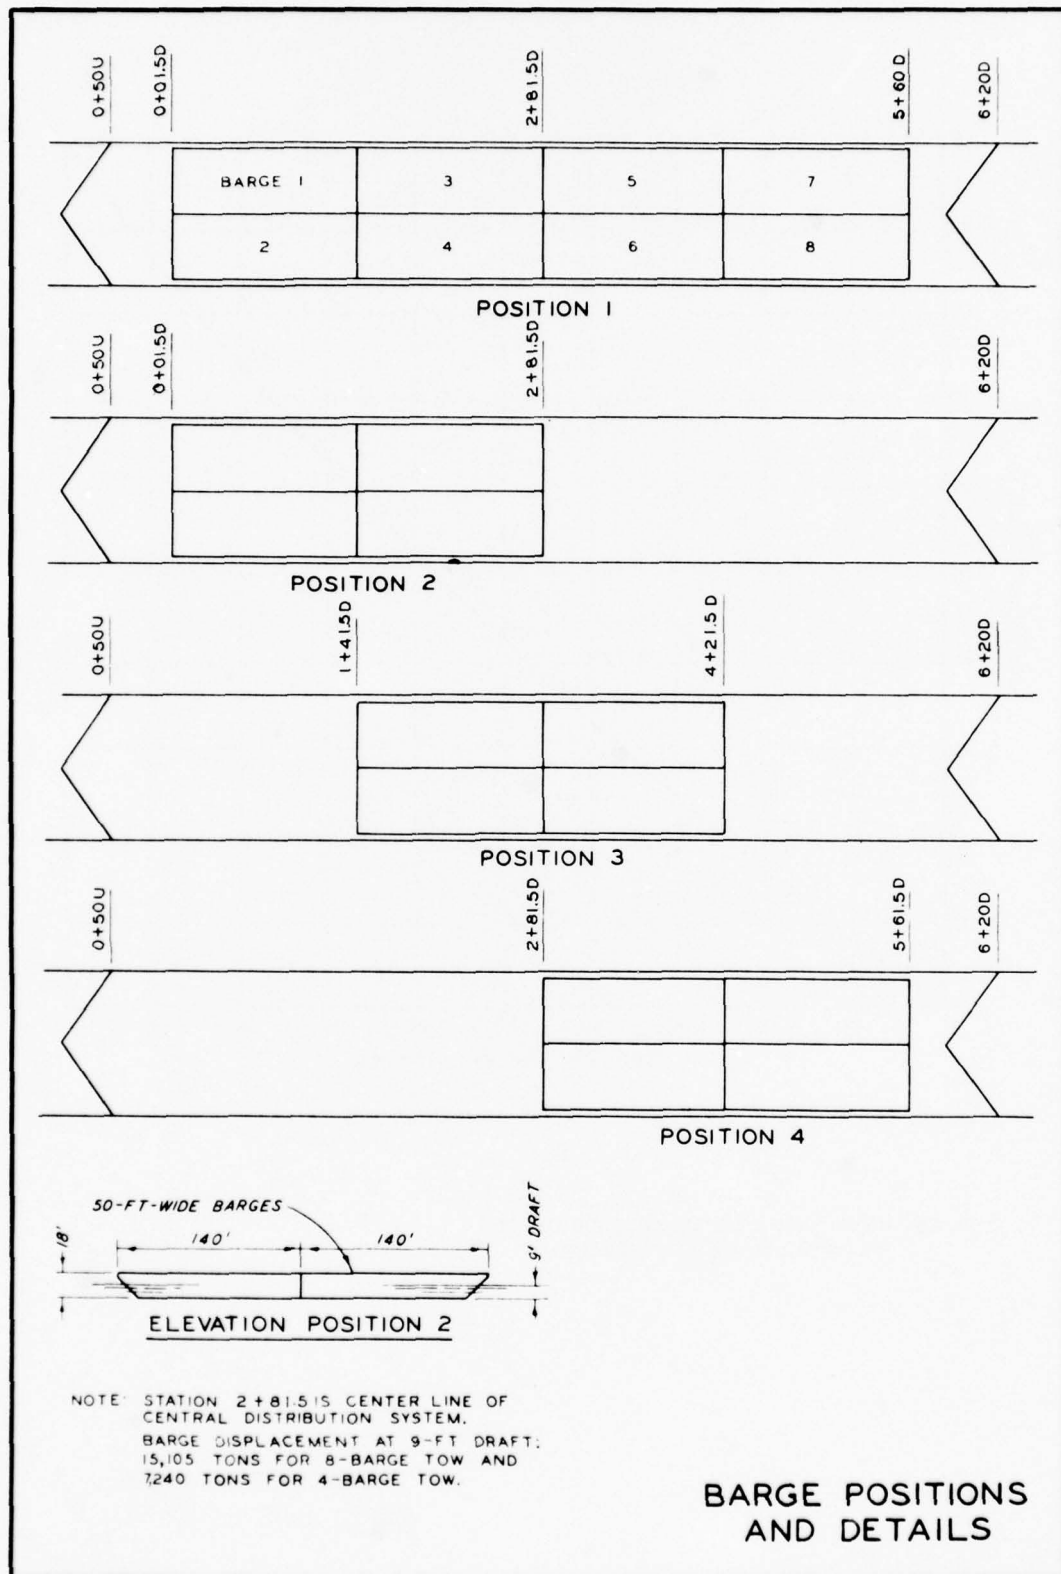 0+50U
0+01.5D
2+81.5D
5+60D
6+20D
BARGE 1 3 5 7
2 4 6 8
POSITION 1
0+50U
0+01.5D
2+81.5D
6+20D
POSITION 2
0+50U
1+41.5D
4+21.5D
6+20D
POSITION 3
0+50U
2+81.5D
5+61.5D
6+20D
POSITION 4
50-FT-WIDE BARGES
18'
140'
140'
9' DRAFT
ELEVATION POSITION 2
NOTE: STATION 2+81.5 IS CENTER LINE OF
CENTRAL DISTRIBUTION SYSTEM.
BARGE DISPLACEMENT AT 9-FT DRAFT:
15,105 TONS FOR 8-BARGE TOW AND
7,240 TONS FOR 4-BARGE TOW.
BARGE POSITIONS
AND DETAILS